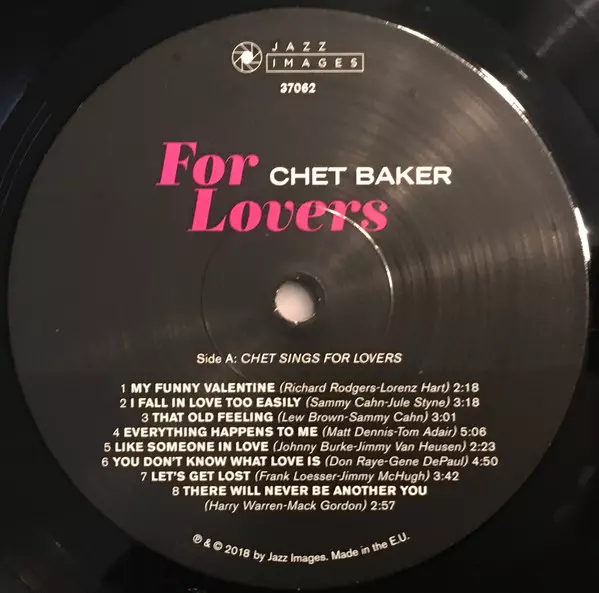 JAZZ
IMAGES
37062
For CHET BAKER
Lovers
Side A: CHET SINGS FOR LOVERS
1 MY FUNNY VALENTINE (Richard Rodgers-Lorenz Hart) 2:18
2 I FALL IN LOVE TOO EASILY (Sammy Cahn-Jule Styne) 3:18
3 THAT OLD FEELING (Lew Brown-Sammy Cahn) 3:01
4 EVERYTHING HAPPENS TO ME (Matt Dennis-Tom Adair) 5:06
5 LIKE SOMEONE IN LOVE (Johnny Burke-Jimmy Van Heusen) 2:23
6 YOU DON'T KNOW WHAT LOVE IS (Don Raye-Gene DePaul) 4:50
7 LET'S GET LOST (Frank Loesser-Jimmy McHugh) 3:42
8 THERE WILL NEVER BE ANOTHER YOU
(Harry Warren-Mack Gordon) 2:57
℗ & © 2018 by Jazz Images. Made in the E.U.